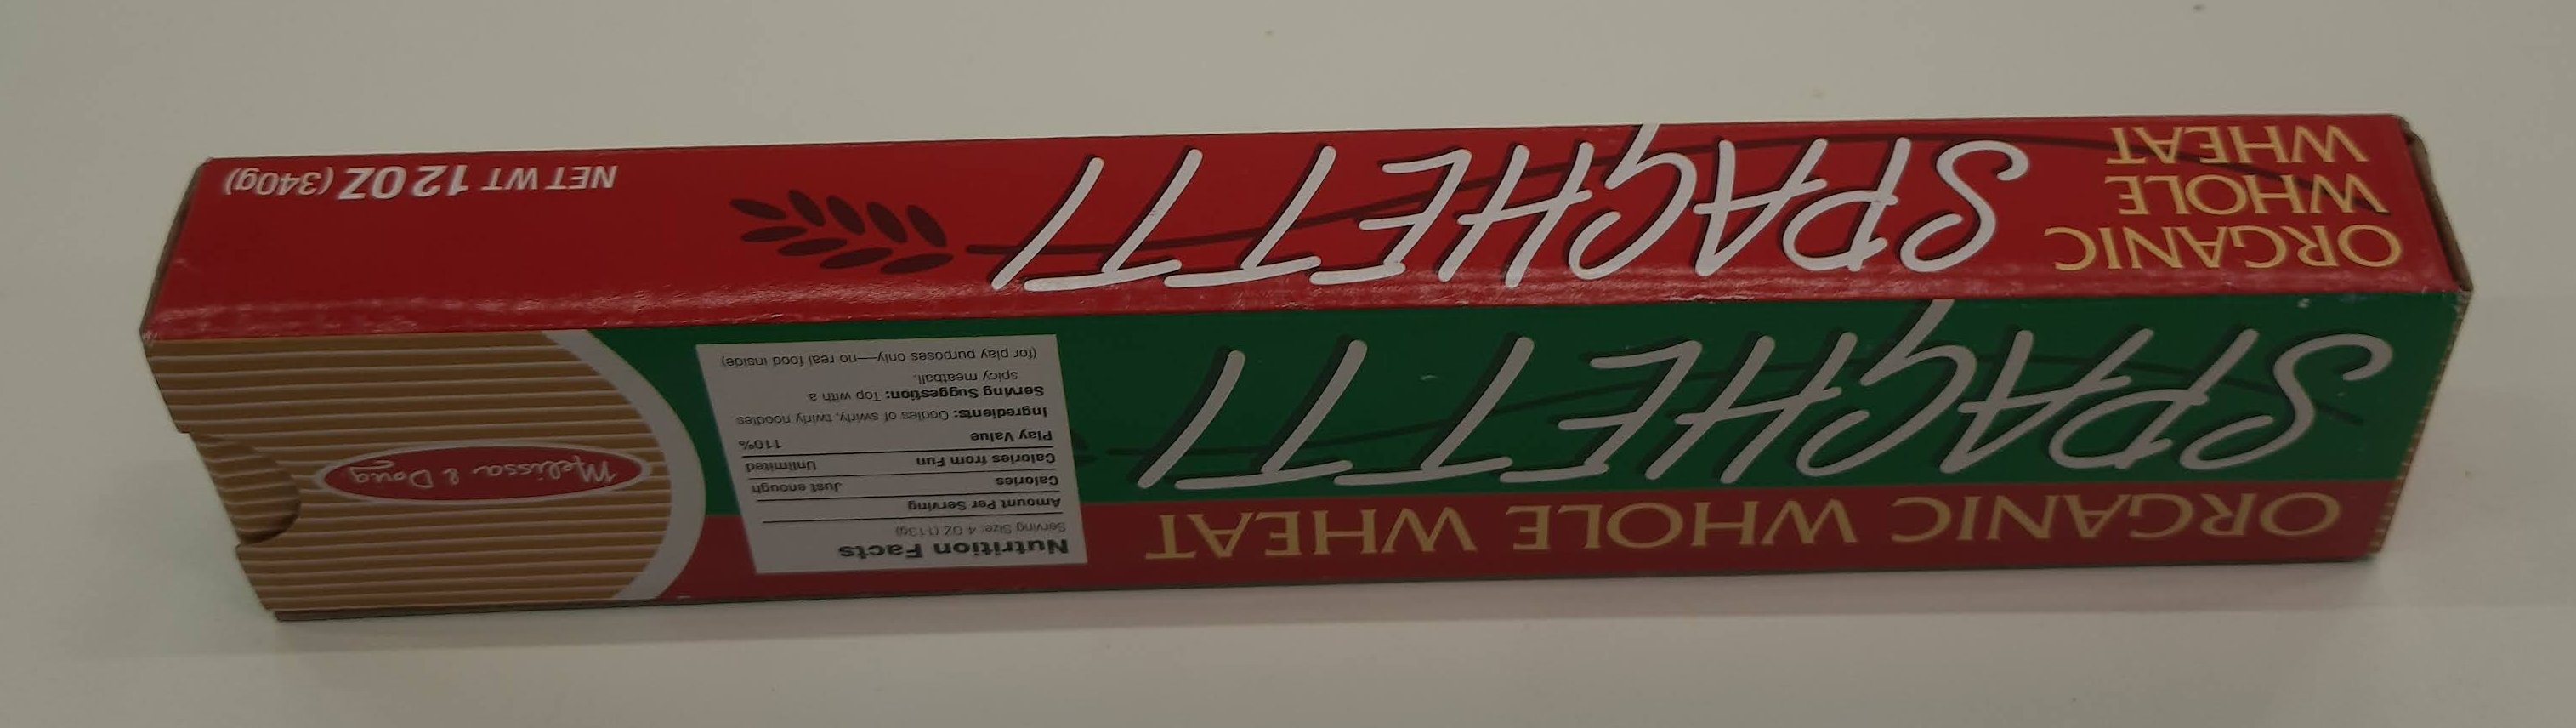 ORGANIC WHOLE WHEAT
SPAGHETTI
Nutrition Facts
Serving Size: 4 OZ (113g)
Amount Per Serving
Calories Just enough
Calories from Fun Unlimited
Play Value 110%
Ingredients: Oodles of swirly, twirly noodles
Serving Suggestion: Top with a
spicy meatball.
(for play purposes only—no real food inside)
Melissa & Doug
ORGANIC
WHOLE
WHEAT
SPAGHETTI
NET WT 12 OZ (340g)